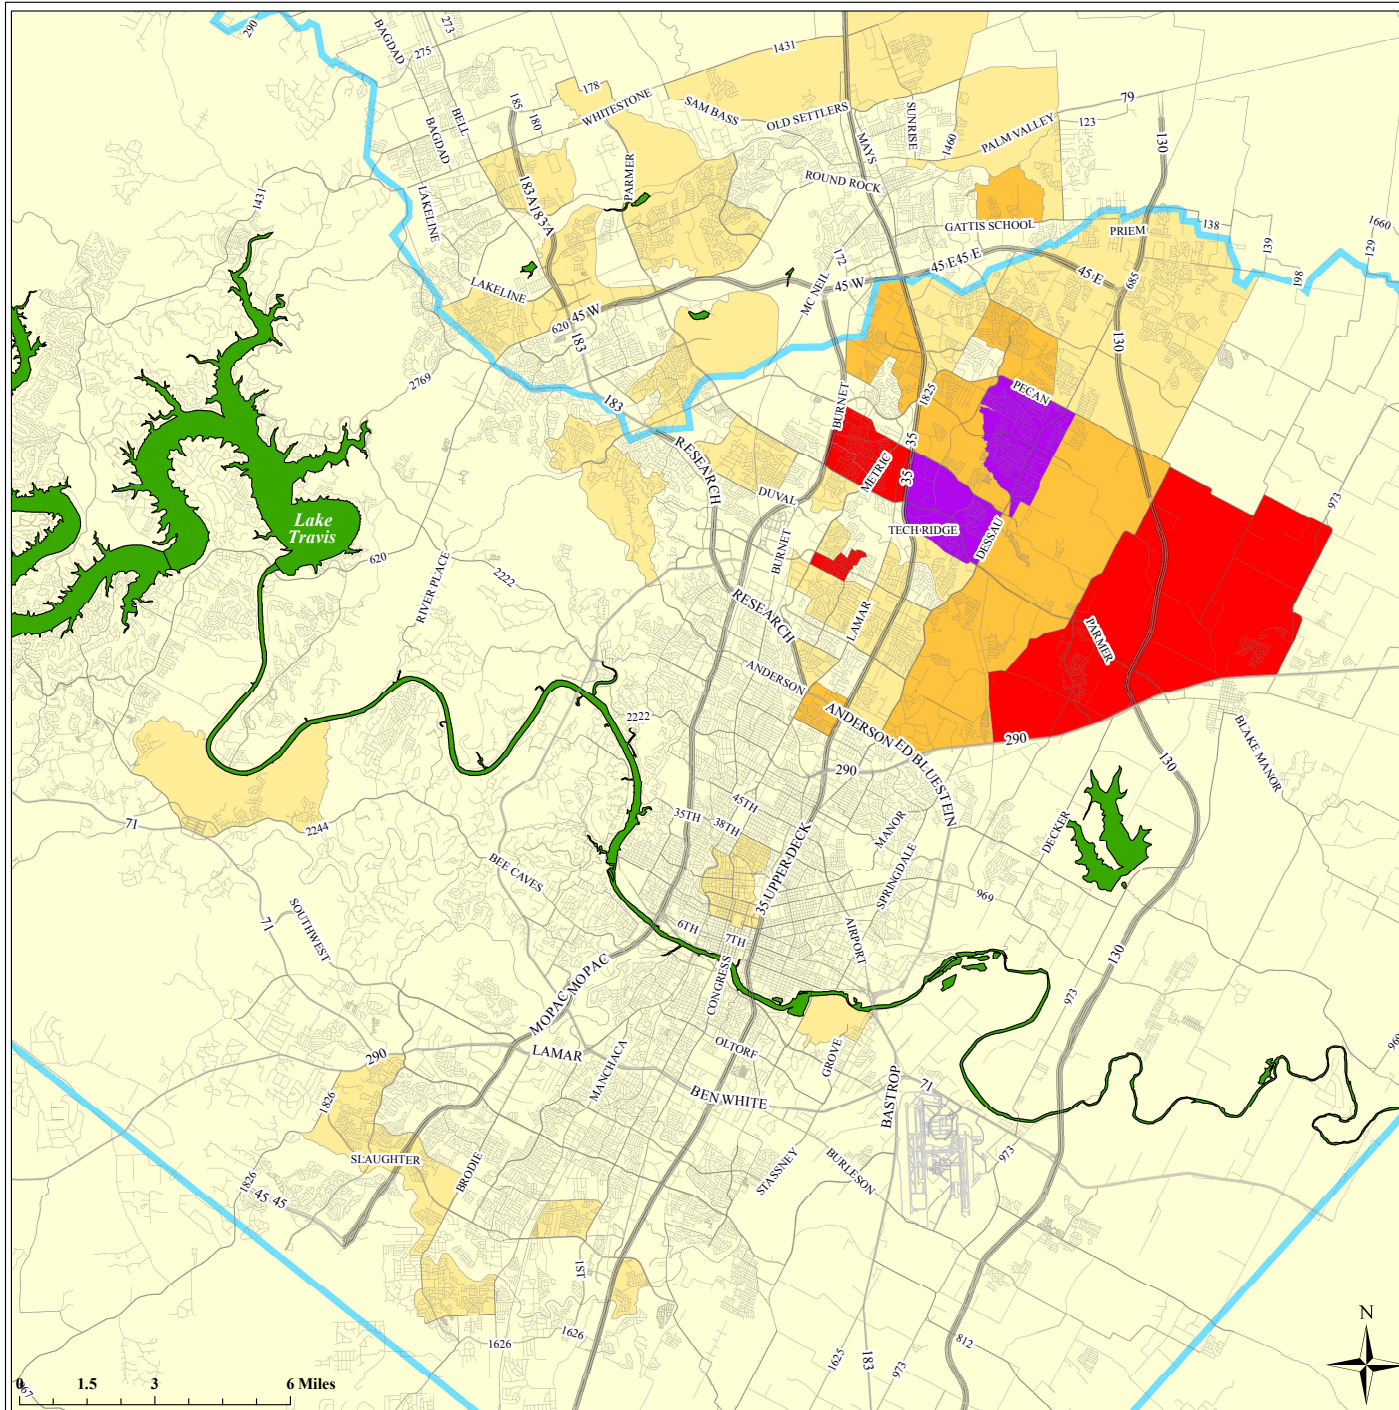 290
BAGDAD
273
275
1431
178
185
180
BELL
BAGDAD
WHITESTONE
SAM BASS
OLD SETTLERS
SUNRISE
1460
79
123
PALM VALLEY
130
MAYS
ROUND ROCK
PARMER
183A
183A
LAKELINE
1431
GATTIS SCHOOL
PRIEM
138
139
1660
129
198
172
45 E
45 E
45 E
685
45 W
MC NEIL
LAKELINE
620
45 W
183
130
2769
183
BURNET
1825
PECAN
RESEARCH
35
METRIC
35
DUVAL
TECH RIDGE
DESSAU
973
Lake
Travis
620
2222
RIVER PLACE
BURNET
RESEARCH
LAMAR
PARMER
ANDERSON
2222
ANDERSON
ED BLUESTEIN
290
290
130
BLAKE MANOR
71
2244
45TH
35TH
38TH
UPPER DECK
35
MANOR
SPRINGDALE
DECKER
BEE CAVES
969
SOUTHWEST
71
6TH
7TH
AIRPORT
130
973
MOPAC
MOPAC
CONGRESS
969
290
LAMAR
MANCHACA
OLTORF
GROVE
BEN WHITE
BASTROP
71
1826
SLAUGHTER
BRODIE
STASSNEY
BURLESON
973
1826
45
45
1ST
1626
1626
812
1625
183
973
N
967
0
1.5
3
6 Miles